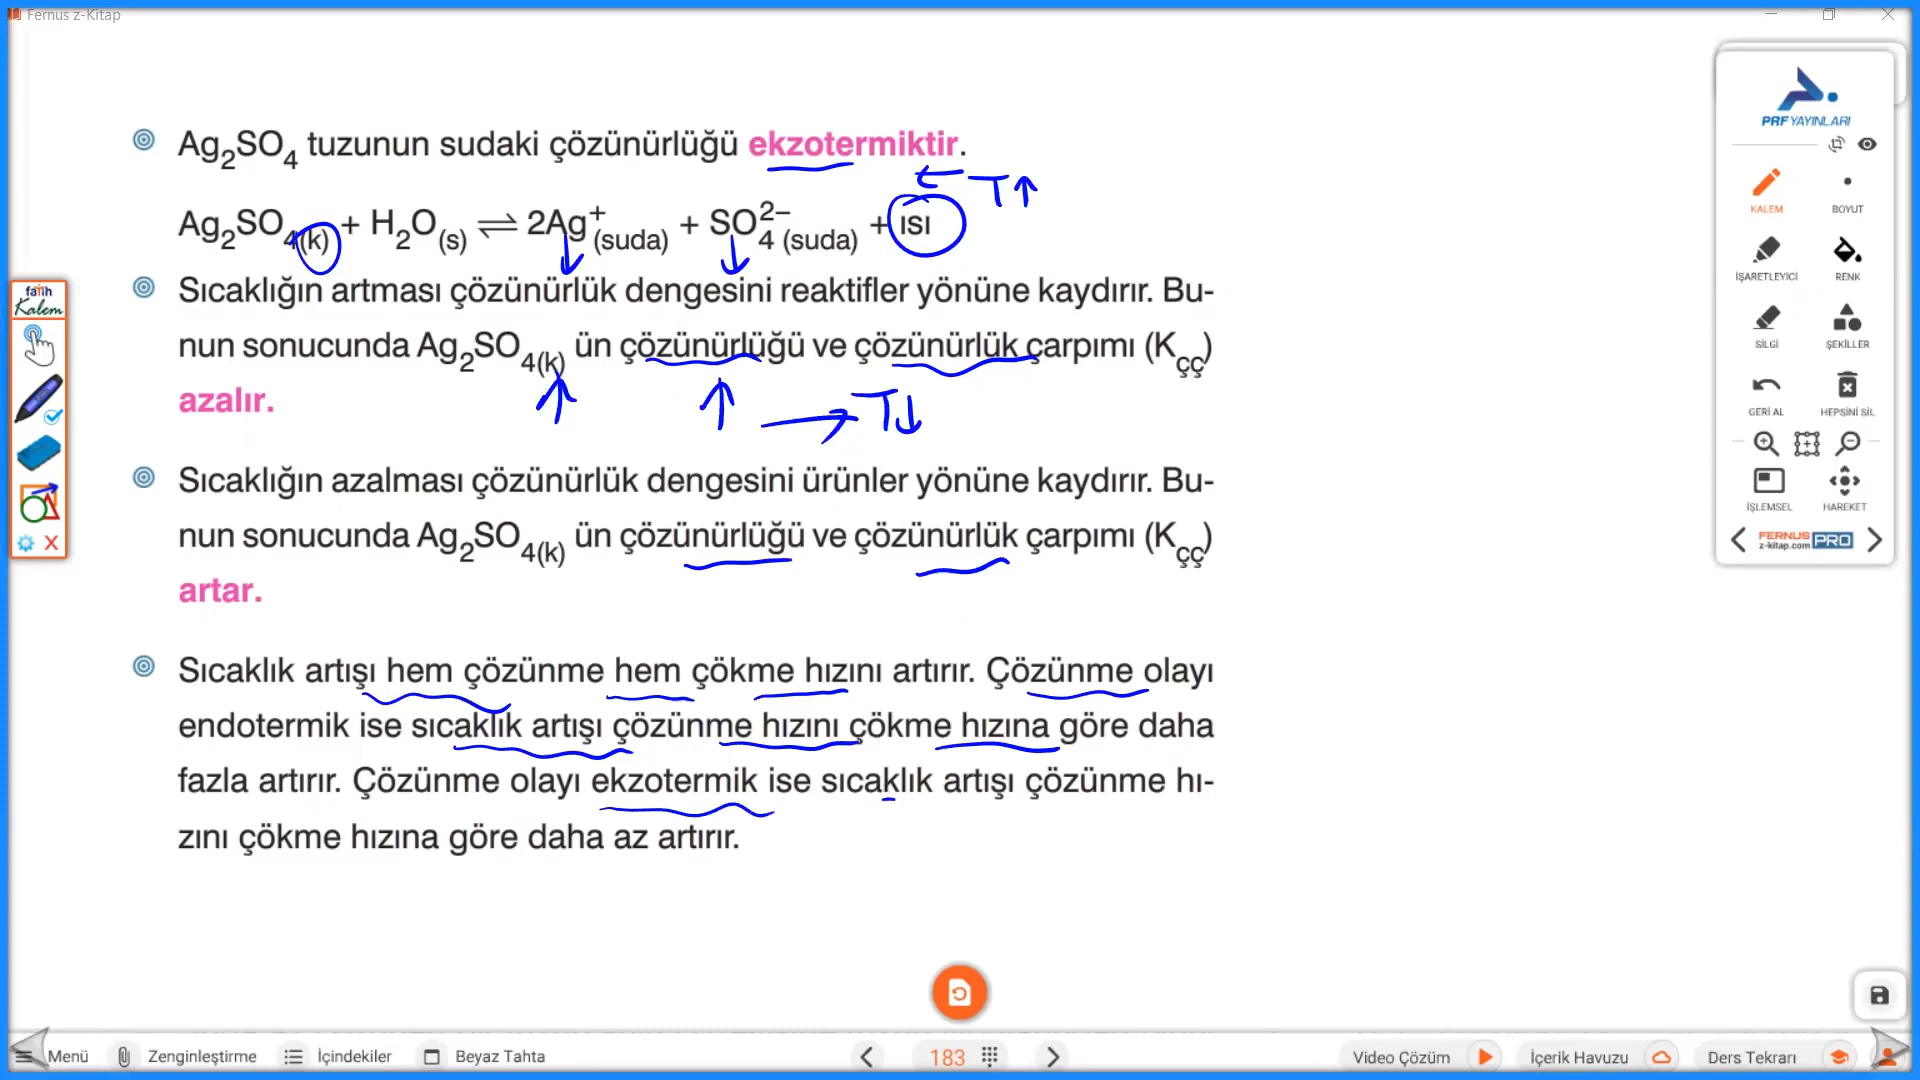 Fernus z-Kitap
Ag2SO4 tuzunun sudaki çözünürlüğü ekzotermiktir.
← T↑
Ag2SO4(k) + H2O(s) ⇌ 2Ag+(suda) + SO4 2–(suda) + ısı
Sıcaklığın artması çözünürlük dengesini reaktifler yönüne kaydırır. Bu-
nun sonucunda Ag2SO4(k) ün çözünürlüğü ve çözünürlük çarpımı (Kçç)
azalır.
→ T↓
Sıcaklığın azalması çözünürlük dengesini ürünler yönüne kaydırır. Bu-
nun sonucunda Ag2SO4(k) ün çözünürlüğü ve çözünürlük çarpımı (Kçç)
artar.
Sıcaklık artışı hem çözünme hem çökme hızını artırır. Çözünme olayı
endotermik ise sıcaklık artışı çözünme hızını çökme hızına göre daha
fazla artırır. Çözünme olayı ekzotermik ise sıcaklık artışı çözünme hı-
zını çökme hızına göre daha az artırır.
fatih
Kalem
PRF YAYINLARI
KALEM BOYUT
İŞARETLEYİCİ RENK
SİLGİ ŞEKİLLER
GERİ AL HEPSİNİ SİL
İŞLEMSEL HAREKET
FERNUS
z-kitap.com PRO
Menü Zenginleştirme İçindekiler Beyaz Tahta 183 Video Çözüm İçerik Havuzu Ders Tekrarı